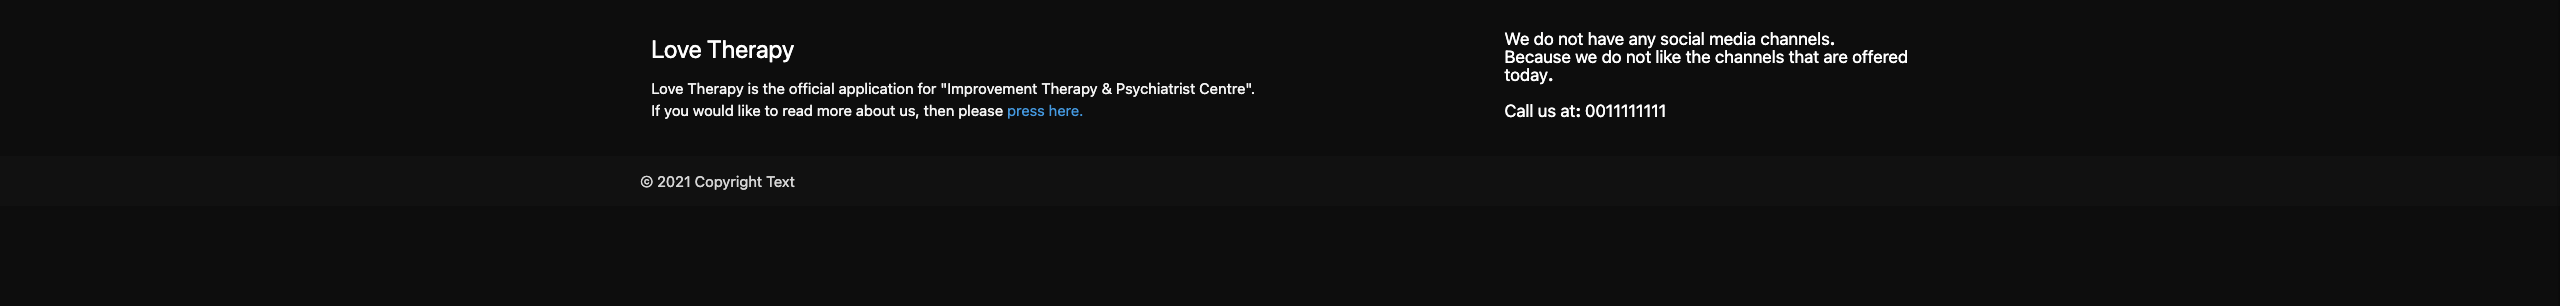 Love Therapy
Love Therapy is the official application for "Improvement Therapy & Psychiatrist Centre".
If you would like to read more about us, then please press here.
We do not have any social media channels.
Because we do not like the channels that are offered
today.
Call us at: 0011111111
© 2021 Copyright Text